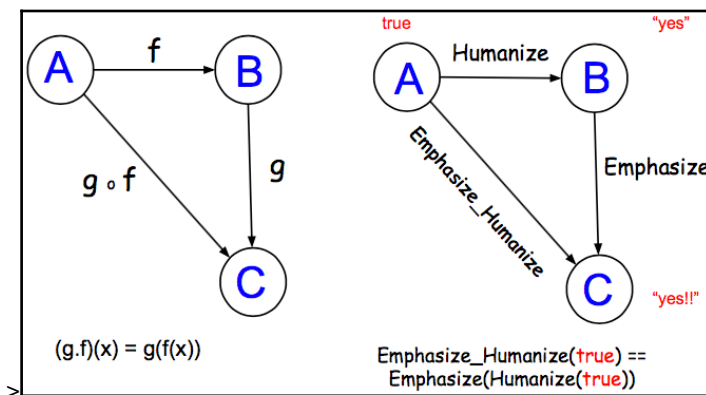 true
"yes"
f
Humanize
A
B
A
B
g ∘ f
g
Emphasize_Humanize
Emphasize
C
C
"yes!!"
(g.f)(x) = g(f(x))
Emphasize_Humanize(true) ==
Emphasize(Humanize(true))
>